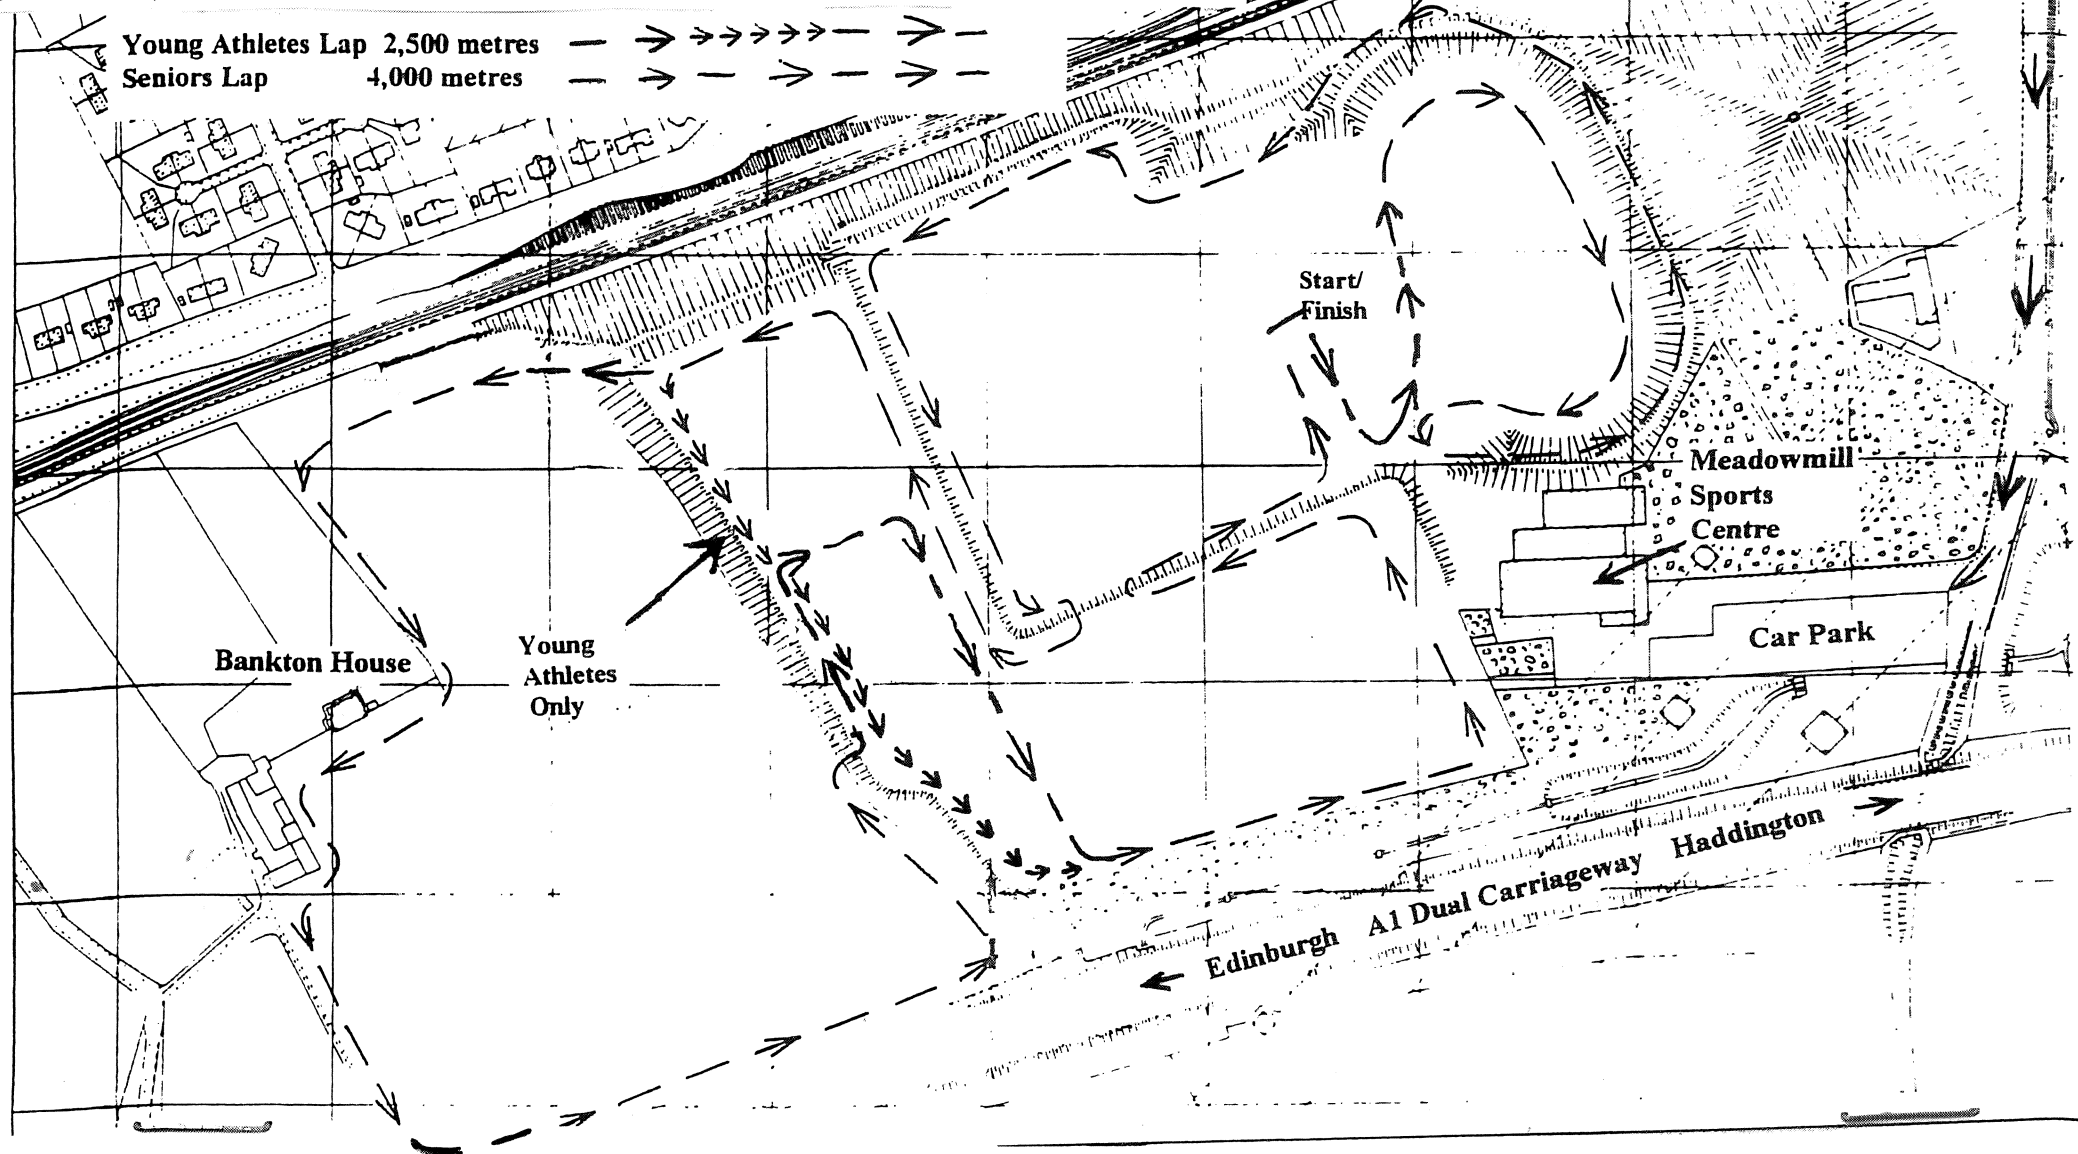 Young Athletes Lap 2,500 metres
Seniors Lap 4,000 metres
Start/
Finish
Meadowmill
Sports
Centre
Car Park
Bankton House
Young
Athletes
Only
Edinburgh A1 Dual Carriageway Haddington